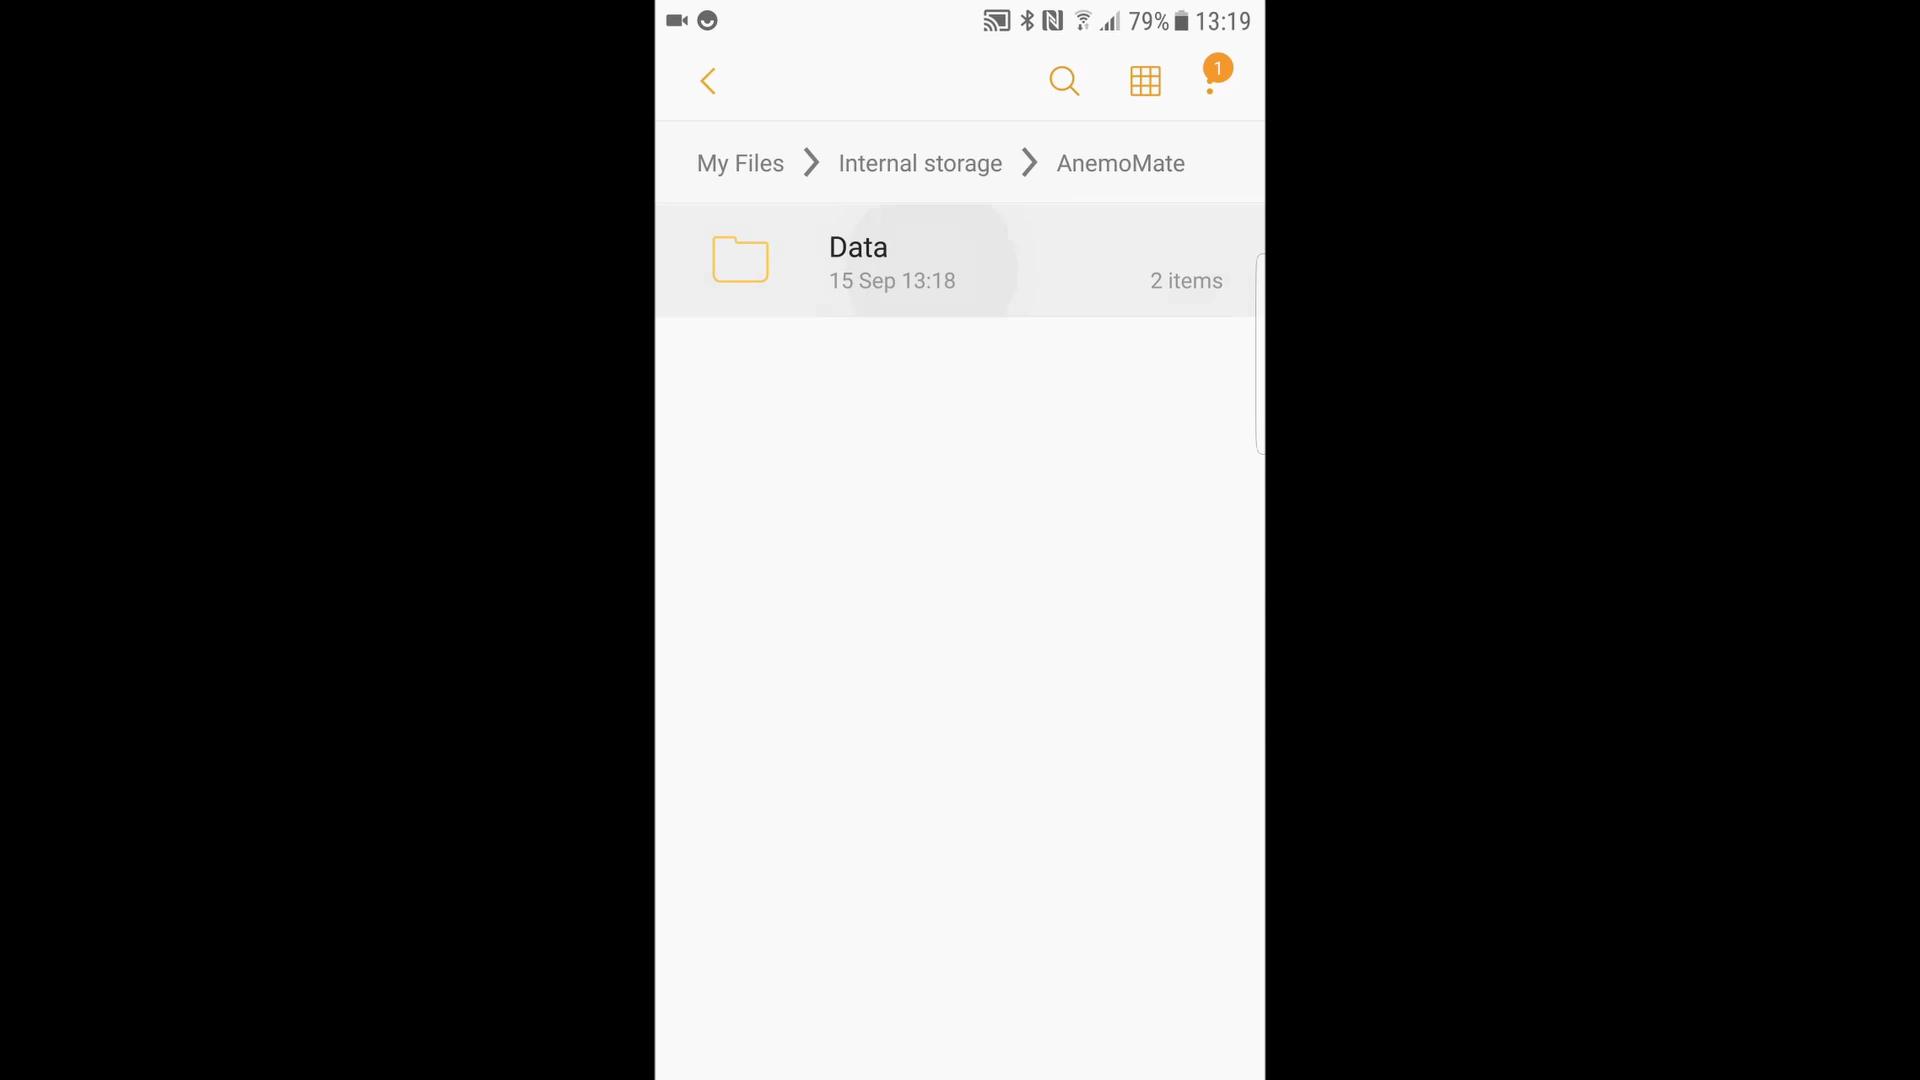 79% 13:19
1
My Files Internal storage AnemoMate
Data
15 Sep 13:18 2 items